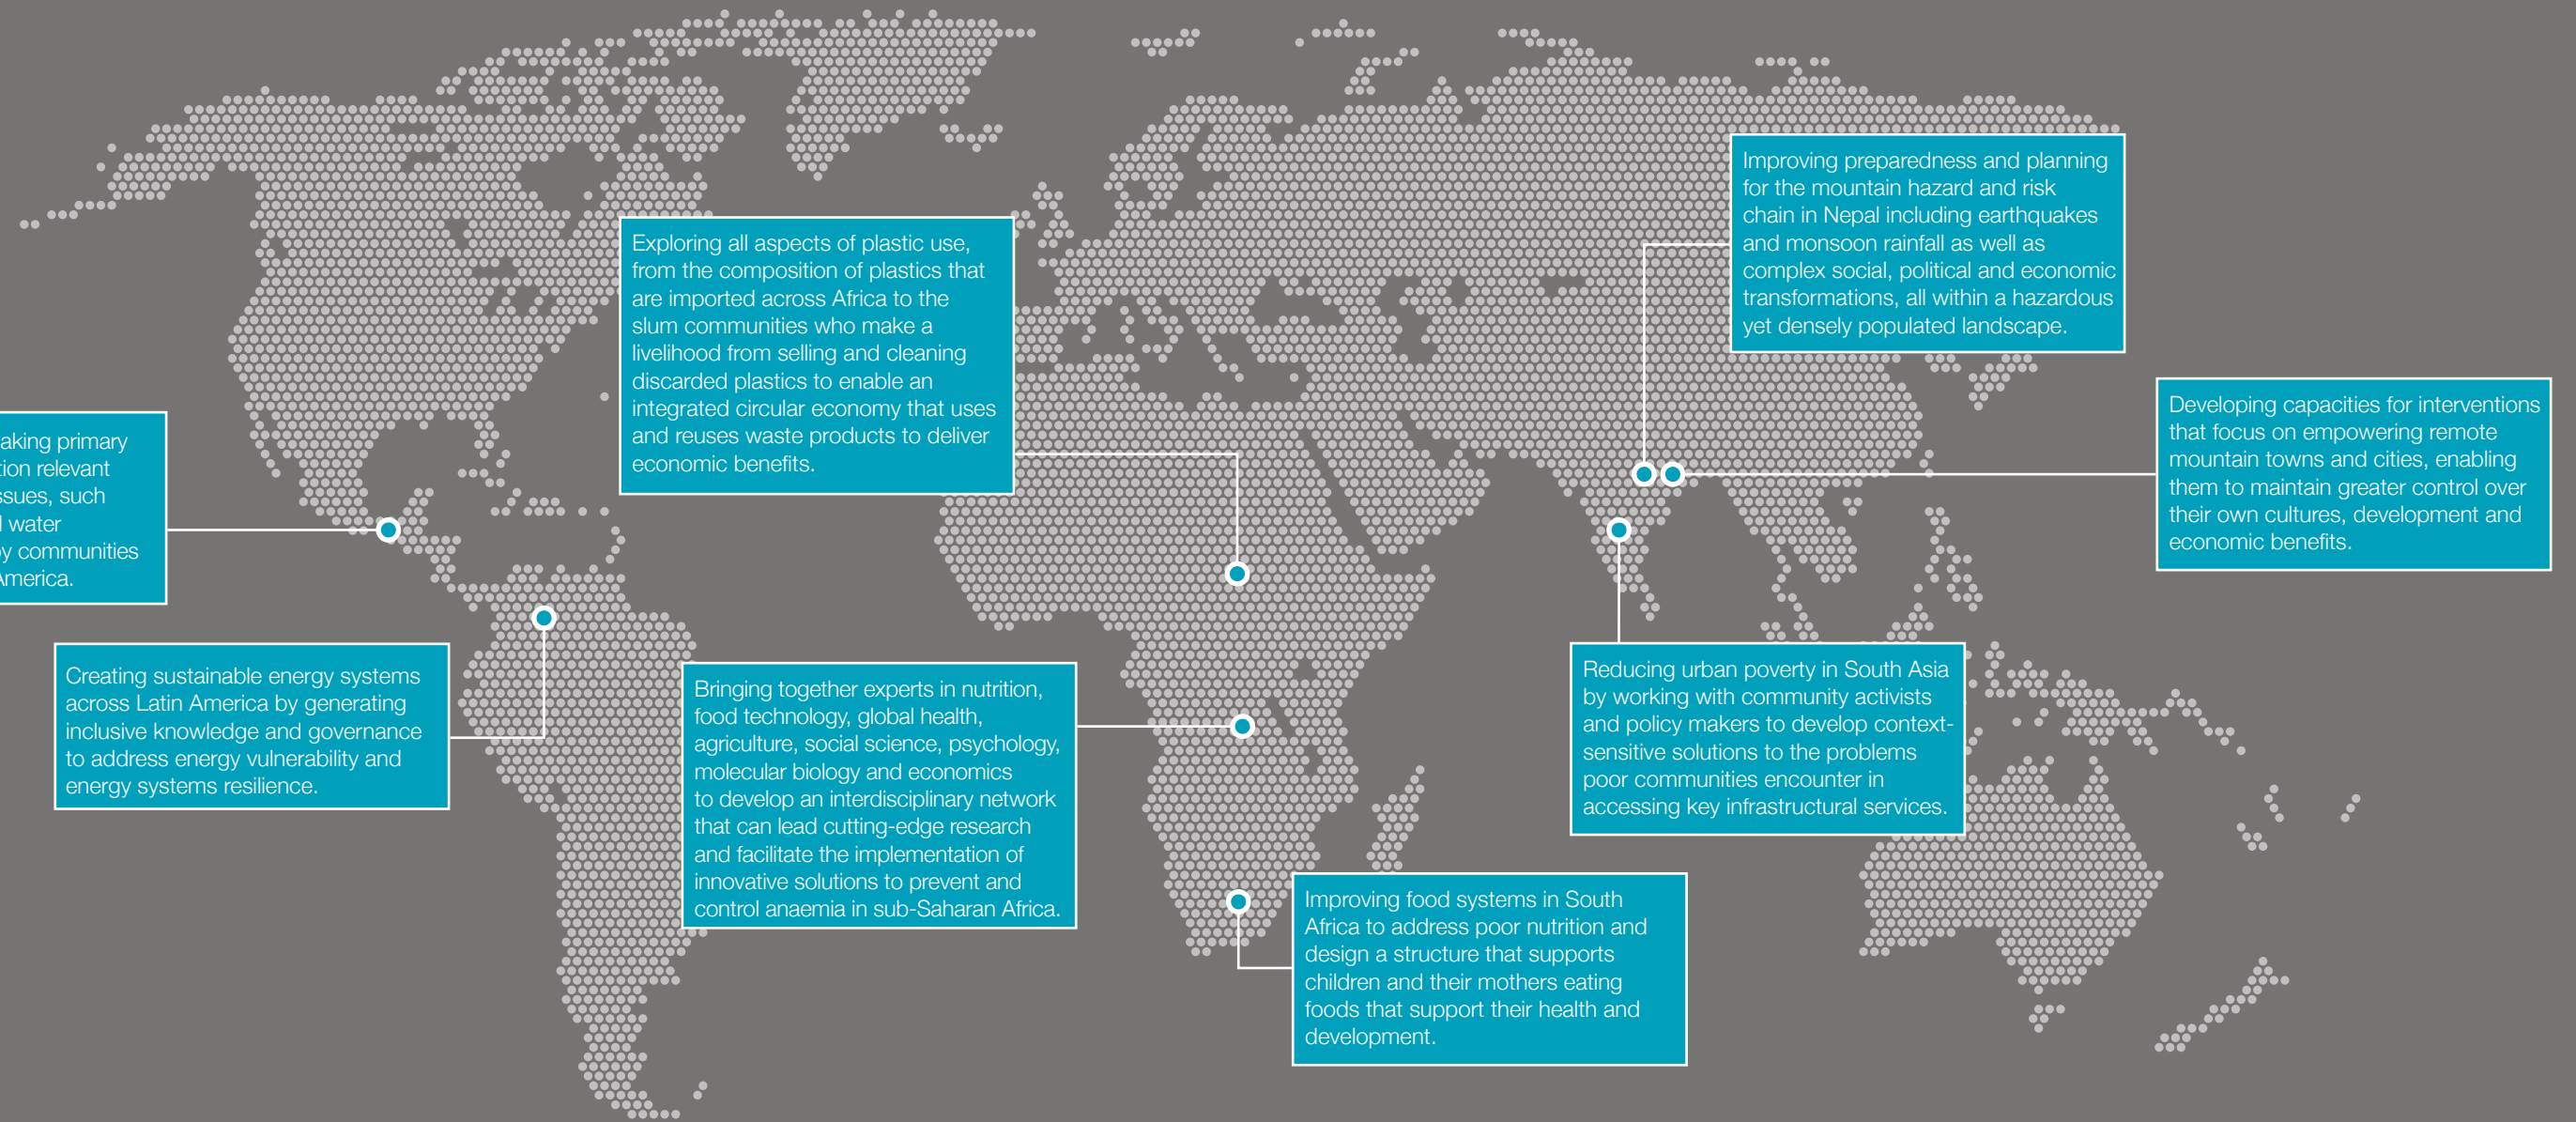 Improving preparedness and planning
for the mountain hazard and risk
chain in Nepal including earthquakes
and monsoon rainfall as well as
complex social, political and economic
transformations, all within a hazardous
yet densely populated landscape.
Exploring all aspects of plastic use,
from the composition of plastics that
are imported across Africa to the
slum communities who make a
livelihood from selling and cleaning
discarded plastics to enable an
integrated circular economy that uses
and reuses waste products to deliver
economic benefits.
Developing capacities for interventions
that focus on empowering remote
mountain towns and cities, enabling
them to maintain greater control over
their own cultures, development and
economic benefits.
aking primary
tion relevant
ssues, such
water
by communities
America.
Creating sustainable energy systems
across Latin America by generating
inclusive knowledge and governance
to address energy vulnerability and
energy systems resilience.
Bringing together experts in nutrition,
food technology, global health,
agriculture, social science, psychology,
molecular biology and economics
to develop an interdisciplinary network
that can lead cutting-edge research
and facilitate the implementation of
innovative solutions to prevent and
control anaemia in sub-Saharan Africa.
Reducing urban poverty in South Asia
by working with community activists
and policy makers to develop context-
sensitive solutions to the problems
poor communities encounter in
accessing key infrastructural services.
Improving food systems in South
Africa to address poor nutrition and
design a structure that supports
children and their mothers eating
foods that support their health and
development.